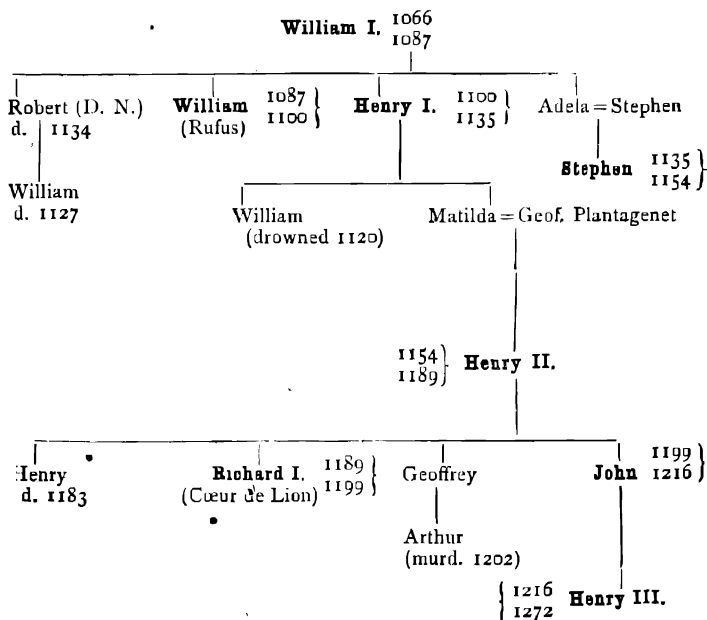 William I. 1066
1087
Robert (D. N.) William 1087 } Henry I. 1100 } Adela = Stephen
d. 1134 (Rufus) 1100 1135
Stephen 1135 }
1154
William
d. 1127
William Matilda = Geof. Plantagenet
(drowned 1120)
1154 } Henry II.
1189
Henry Richard I. 1189 } Geoffrey John 1199 }
d. 1183 (Cœur de Lion) 1199 1216
Arthur
(murd. 1202)
{ 1216 Henry III.
1272